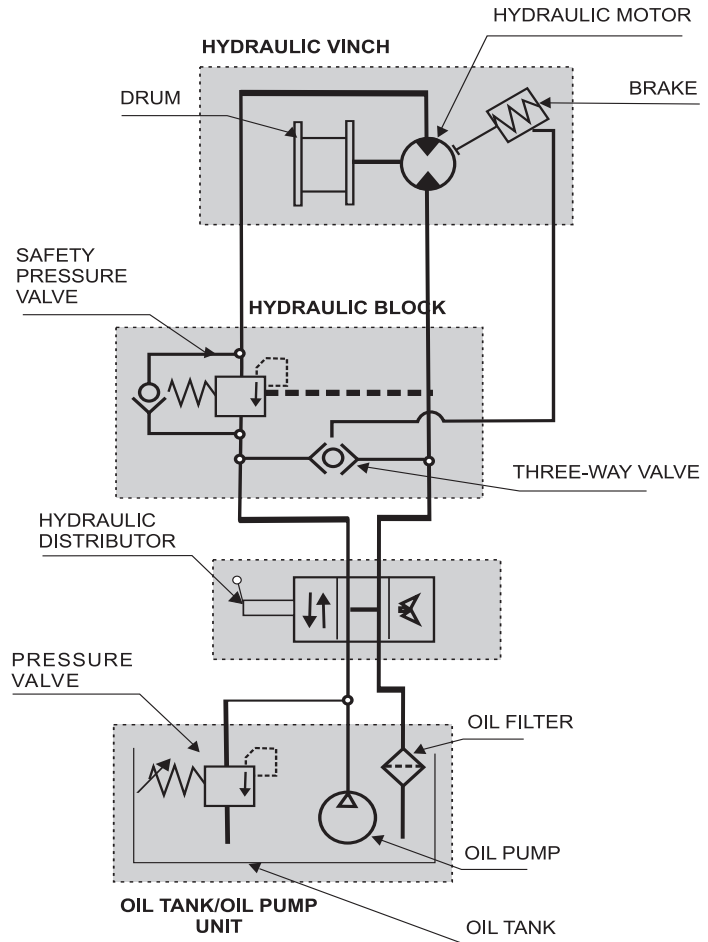 HYDRAULIC MOTOR
HYDRAULIC VINCH
BRAKE
DRUM
SAFETY
PRESSURE
VALVE
HYDRAULIC BLOCK
THREE-WAY VALVE
HYDRAULIC
DISTRIBUTOR
PRESSURE
VALVE
OIL FILTER
OIL PUMP
OIL TANK/OIL PUMP
UNIT
OIL TANK